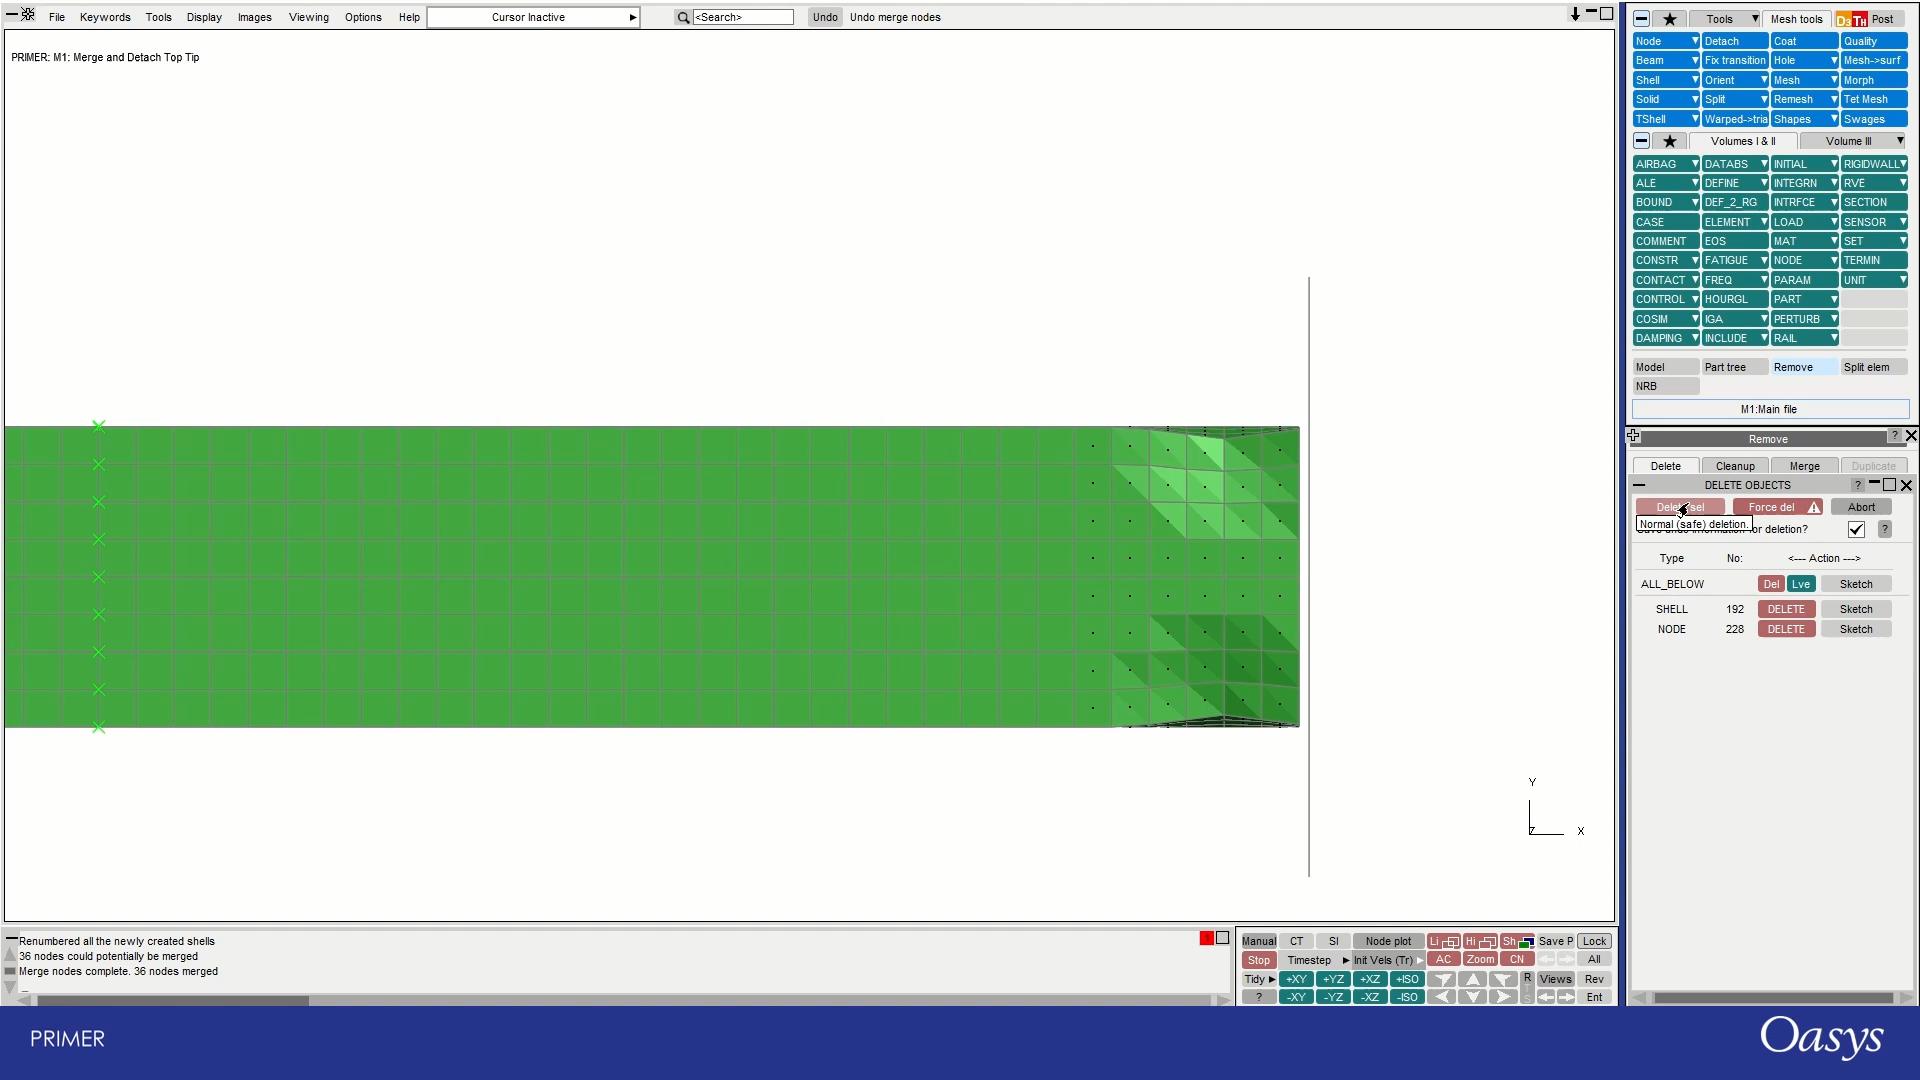 File Keywords Tools Display Images Viewing Options Help Cursor Inactive <Search> Undo Undo merge nodes
PRIMER: M1: Merge and Detach Top Tip
Y
X
Z
Renumbered all the newly created shells
36 nodes could potentially be merged
Merge nodes complete. 36 nodes merged
Manual CT SI Node plot Li Hi Sh Save P Lock
Stop Timestep Init Vels (Tr) AC Zoom CN All
Tidy +XY +YZ +XZ +ISO R Views Rev
? -XY -YZ -XZ -ISO Ent
Tools Mesh tools D3 TH Post
Node Detach Coat Quality
Beam Fix transition Hole Mesh->surf
Shell Orient Mesh Morph
Solid Split Remesh Tet Mesh
TShell Warped->tria Shapes Swages
Volumes I & II Volume III
AIRBAG DATABS INITIAL RIGIDWALL
ALE DEFINE INTEGRN RVE
BOUND DEF_2_RG INTRFCE SECTION
CASE ELEMENT LOAD SENSOR
COMMENT EOS MAT SET
CONSTR FATIGUE NODE TERMIN
CONTACT FREQ PARAM UNIT
CONTROL HOURGL PART
COSIM IGA PERTURB
DAMPING INCLUDE RAIL
Model Part tree Remove Split elem
NRB
M1:Main file
Remove ?
Delete Cleanup Merge Duplicate
DELETE OBJECTS ?
Force del Abort
Normal (safe) deletion.
for deletion? ?
Type No: <--- Action --->
ALL_BELOW Del Lve Sketch
SHELL 192 DELETE Sketch
NODE 228 DELETE Sketch
PRIMER
Oasys